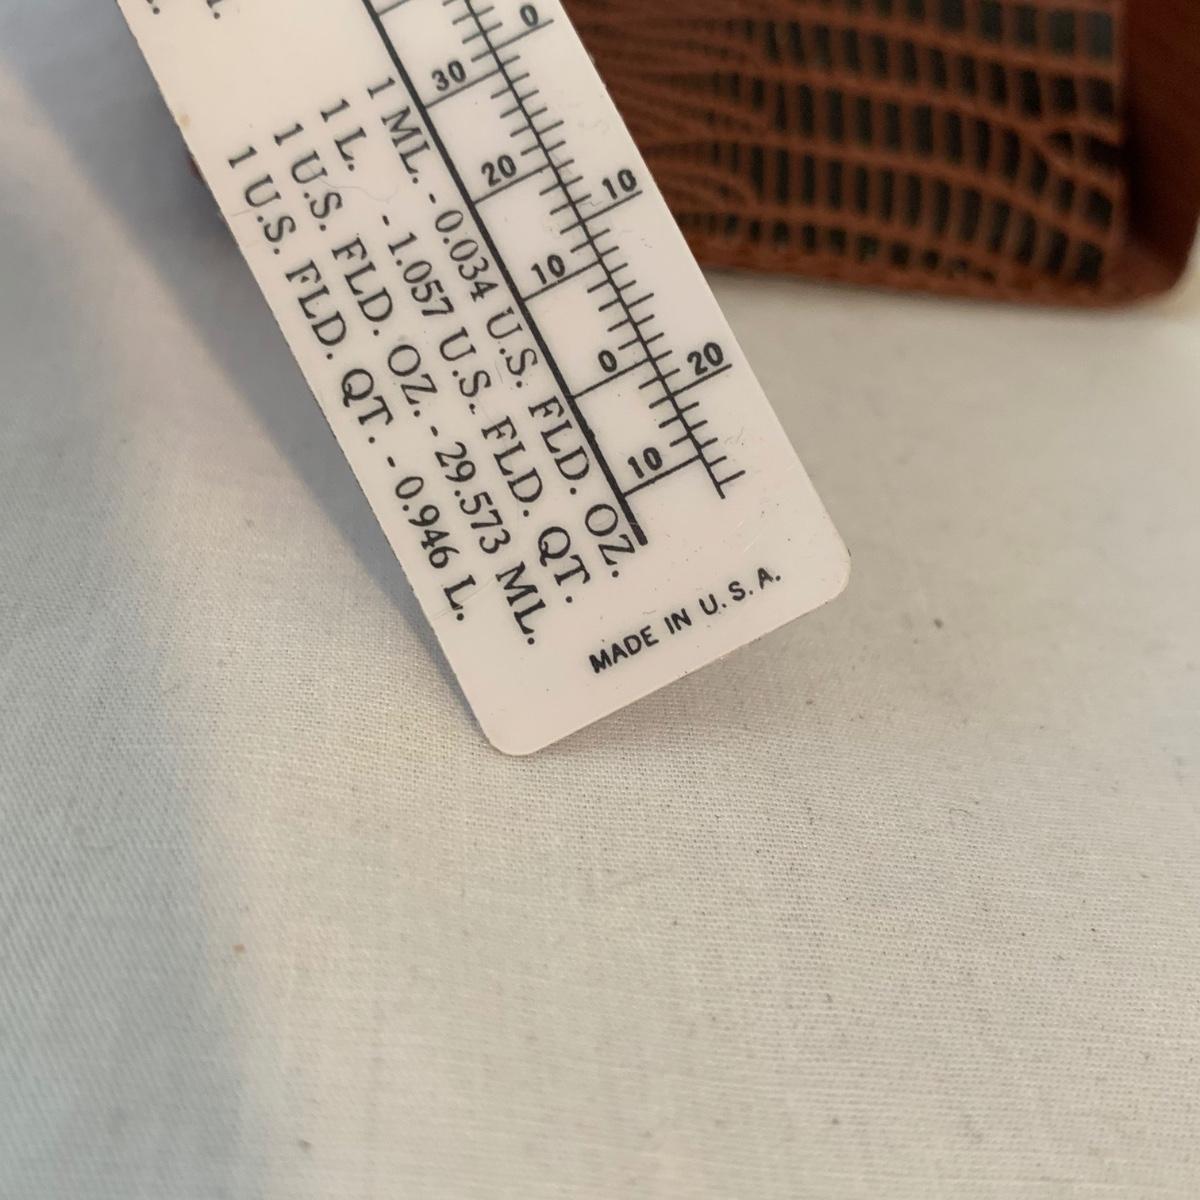 1 ML. - 0.034 U.S. FLD. OZ.
1 L. - 1.057 U.S. FLD. QT.
1 U.S. FLD. OZ. - 29.573 ML.
1 U.S. FLD. QT. - 0.946 L.
30
20
10
0
10
0
10
20
MADE IN U.S.A.